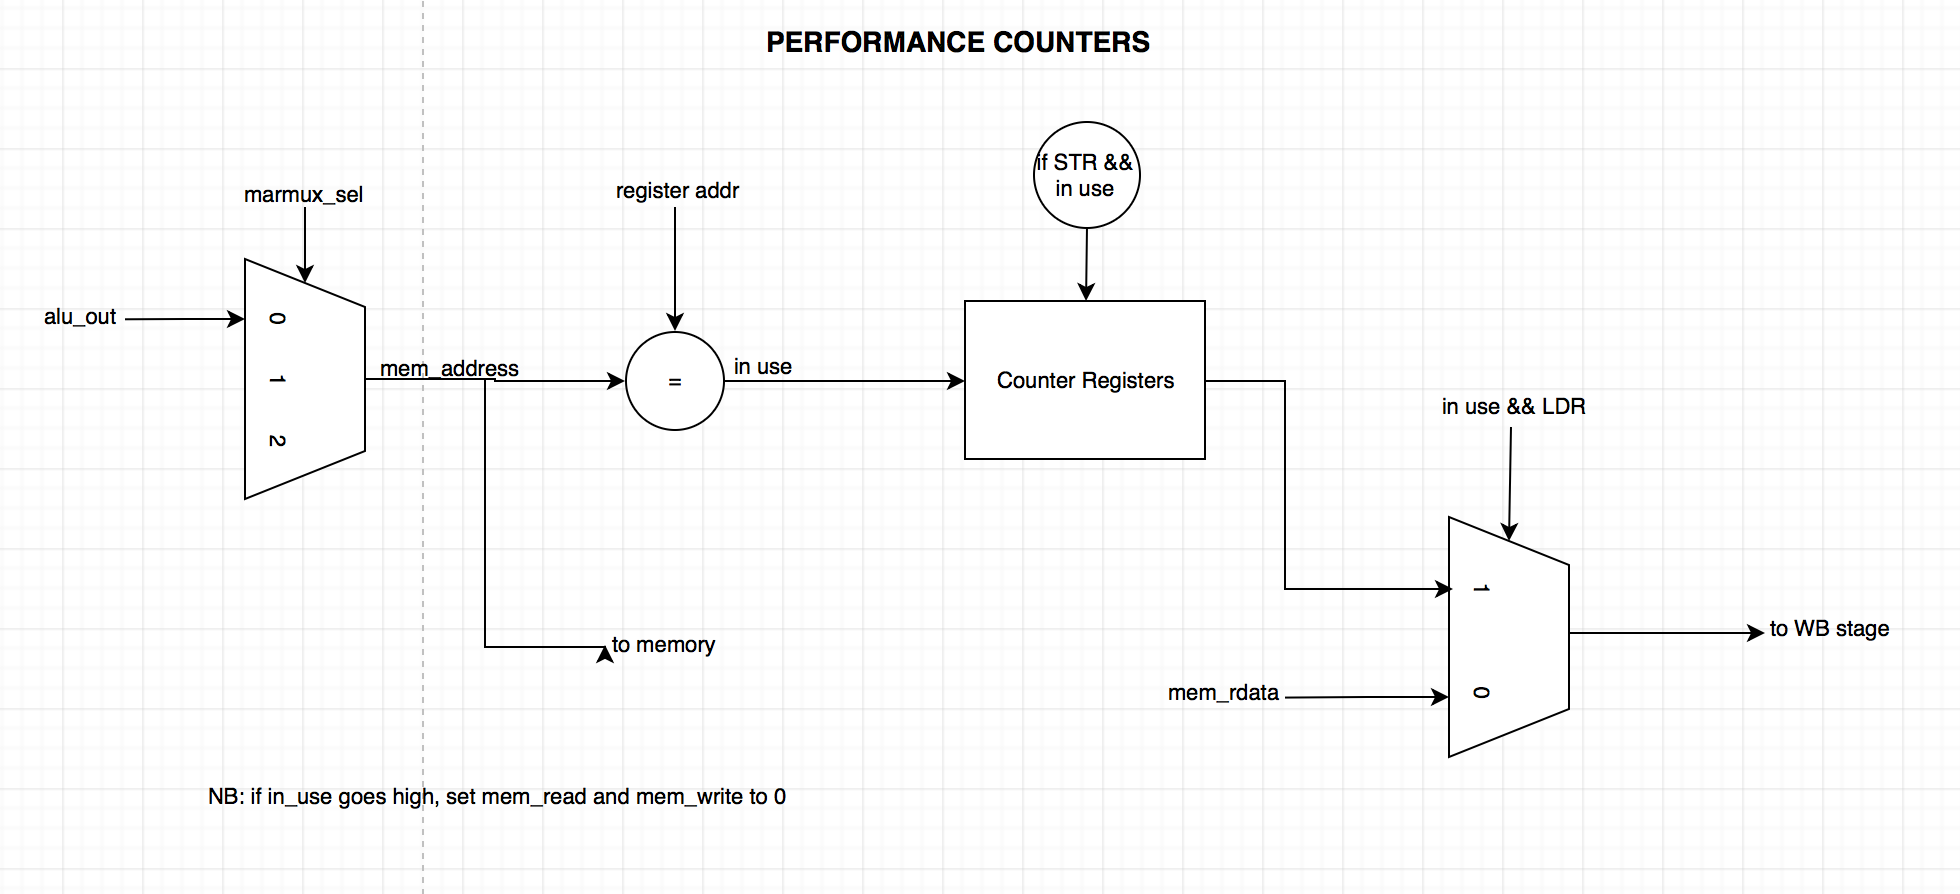 PERFORMANCE COUNTERS
if STR &&
in use
marmux_sel
register addr
alu_out
0
1
2
mem_address
=
in use
Counter Registers
in use && LDR
1
to memory
to WB stage
mem_rdata
0
NB: if in_use goes high, set mem_read and mem_write to 0